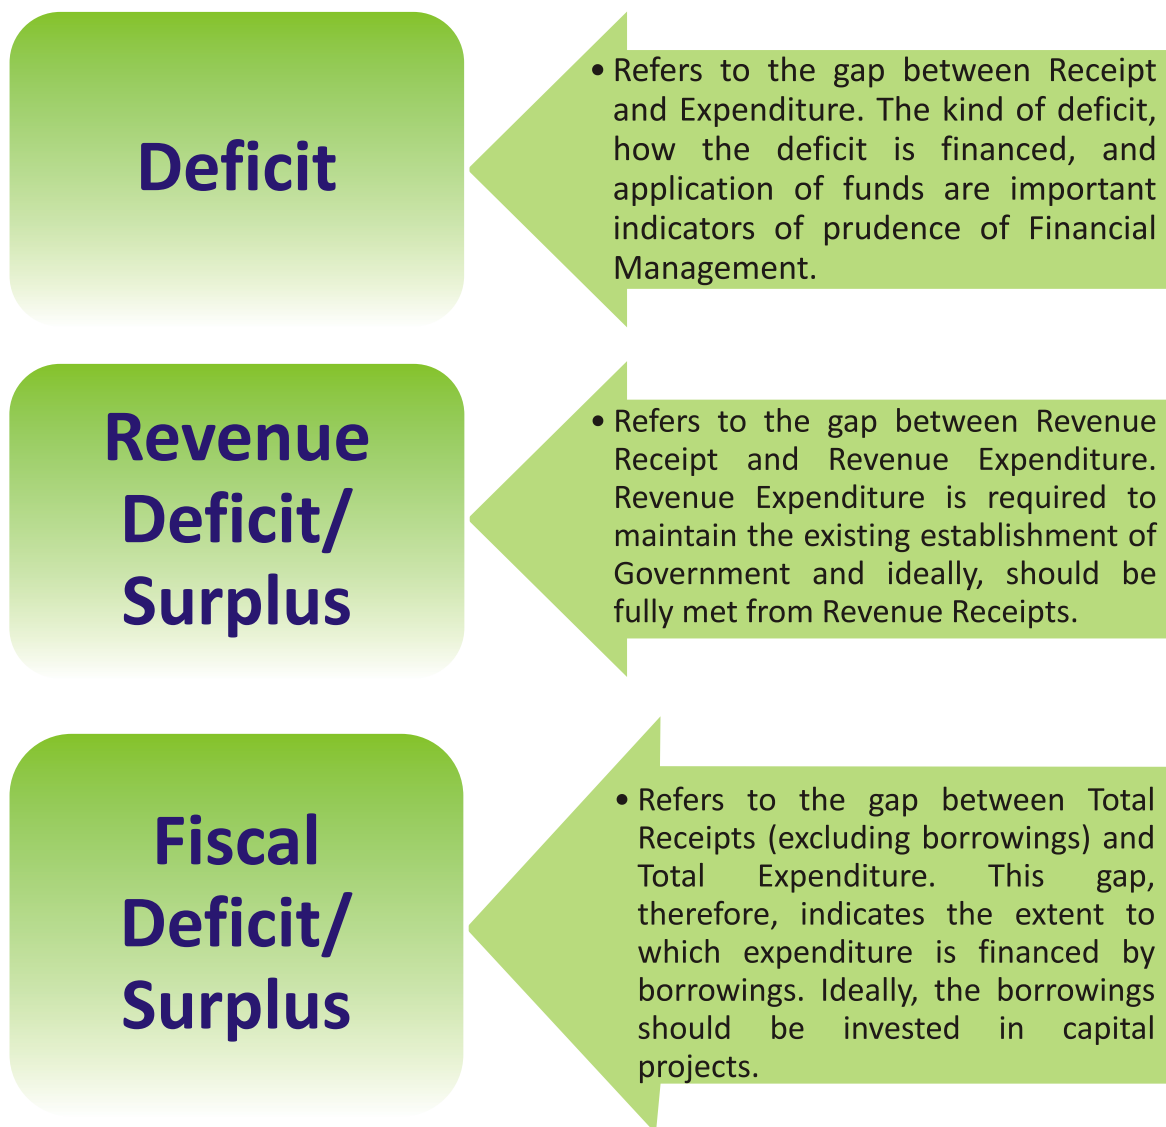 Deficit
• Refers to the gap between Receipt
and Expenditure. The kind of deficit,
how the deficit is financed, and
application of funds are important
indicators of prudence of Financial
Management.
Revenue
Deficit/
Surplus
• Refers to the gap between Revenue
Receipt and Revenue Expenditure.
Revenue Expenditure is required to
maintain the existing establishment of
Government and ideally, should be
fully met from Revenue Receipts.
Fiscal
Deficit/
Surplus
• Refers to the gap between Total
Receipts (excluding borrowings) and
Total Expenditure. This gap,
therefore, indicates the extent to
which expenditure is financed by
borrowings. Ideally, the borrowings
should be invested in capital
projects.